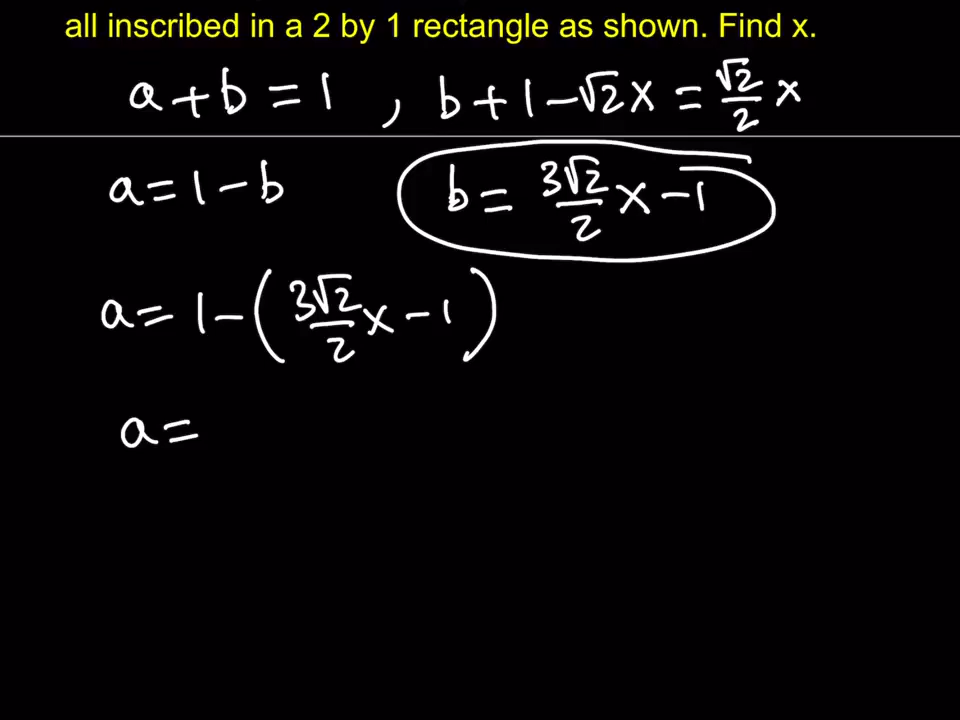 all inscribed in a 2 by 1 rectangle as shown. Find x.
a + b = 1 , b + 1 - √2x = √2/2 x
a = 1 - b b = 3√2/2 x - 1
a = 1 - (3√2/2 x - 1)
a =